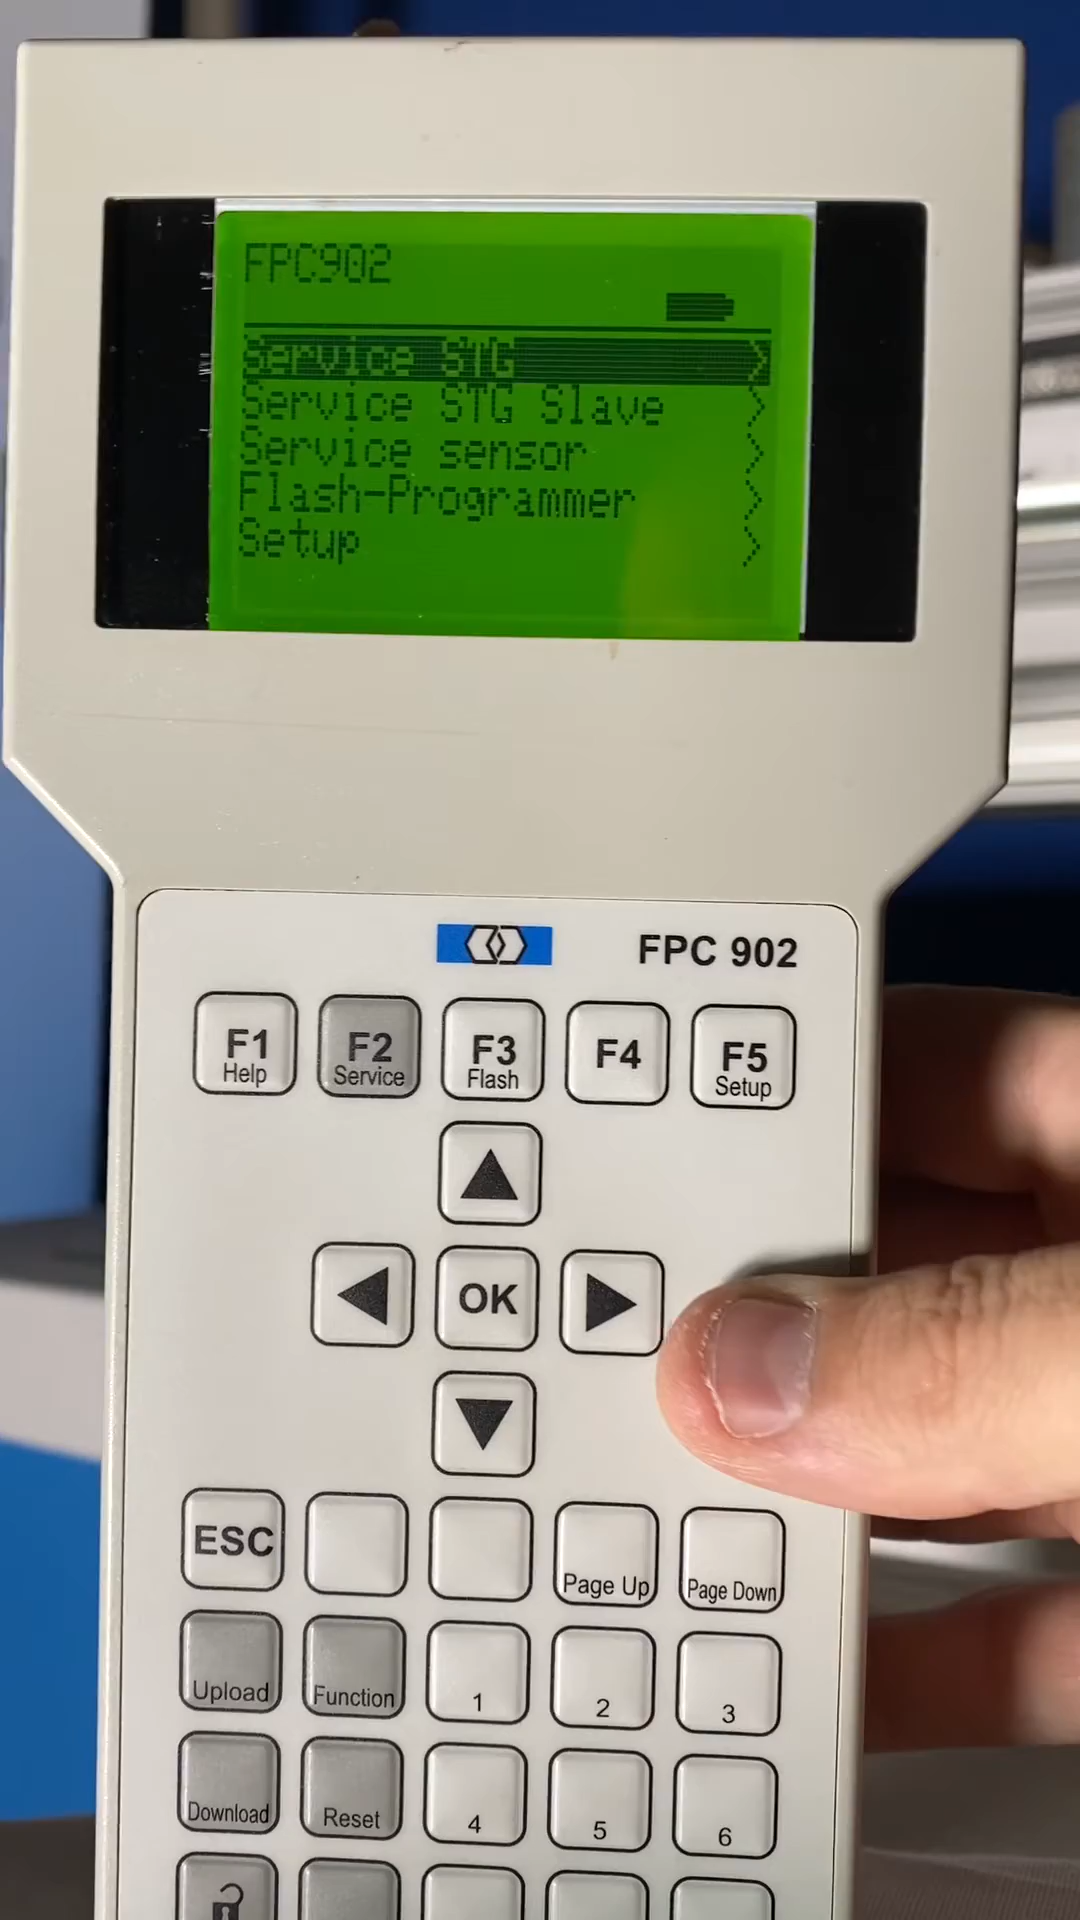 FPC902
Service STG
Service STG Slave
Service sensor
Flash-Programmer
Setup
FPC 902
F1 Help
F2 Service
F3 Flash
F4
F5 Setup
OK
ESC
Page Up
Page Down
Upload
Function
1
2
3
Download
Reset
4
5
6